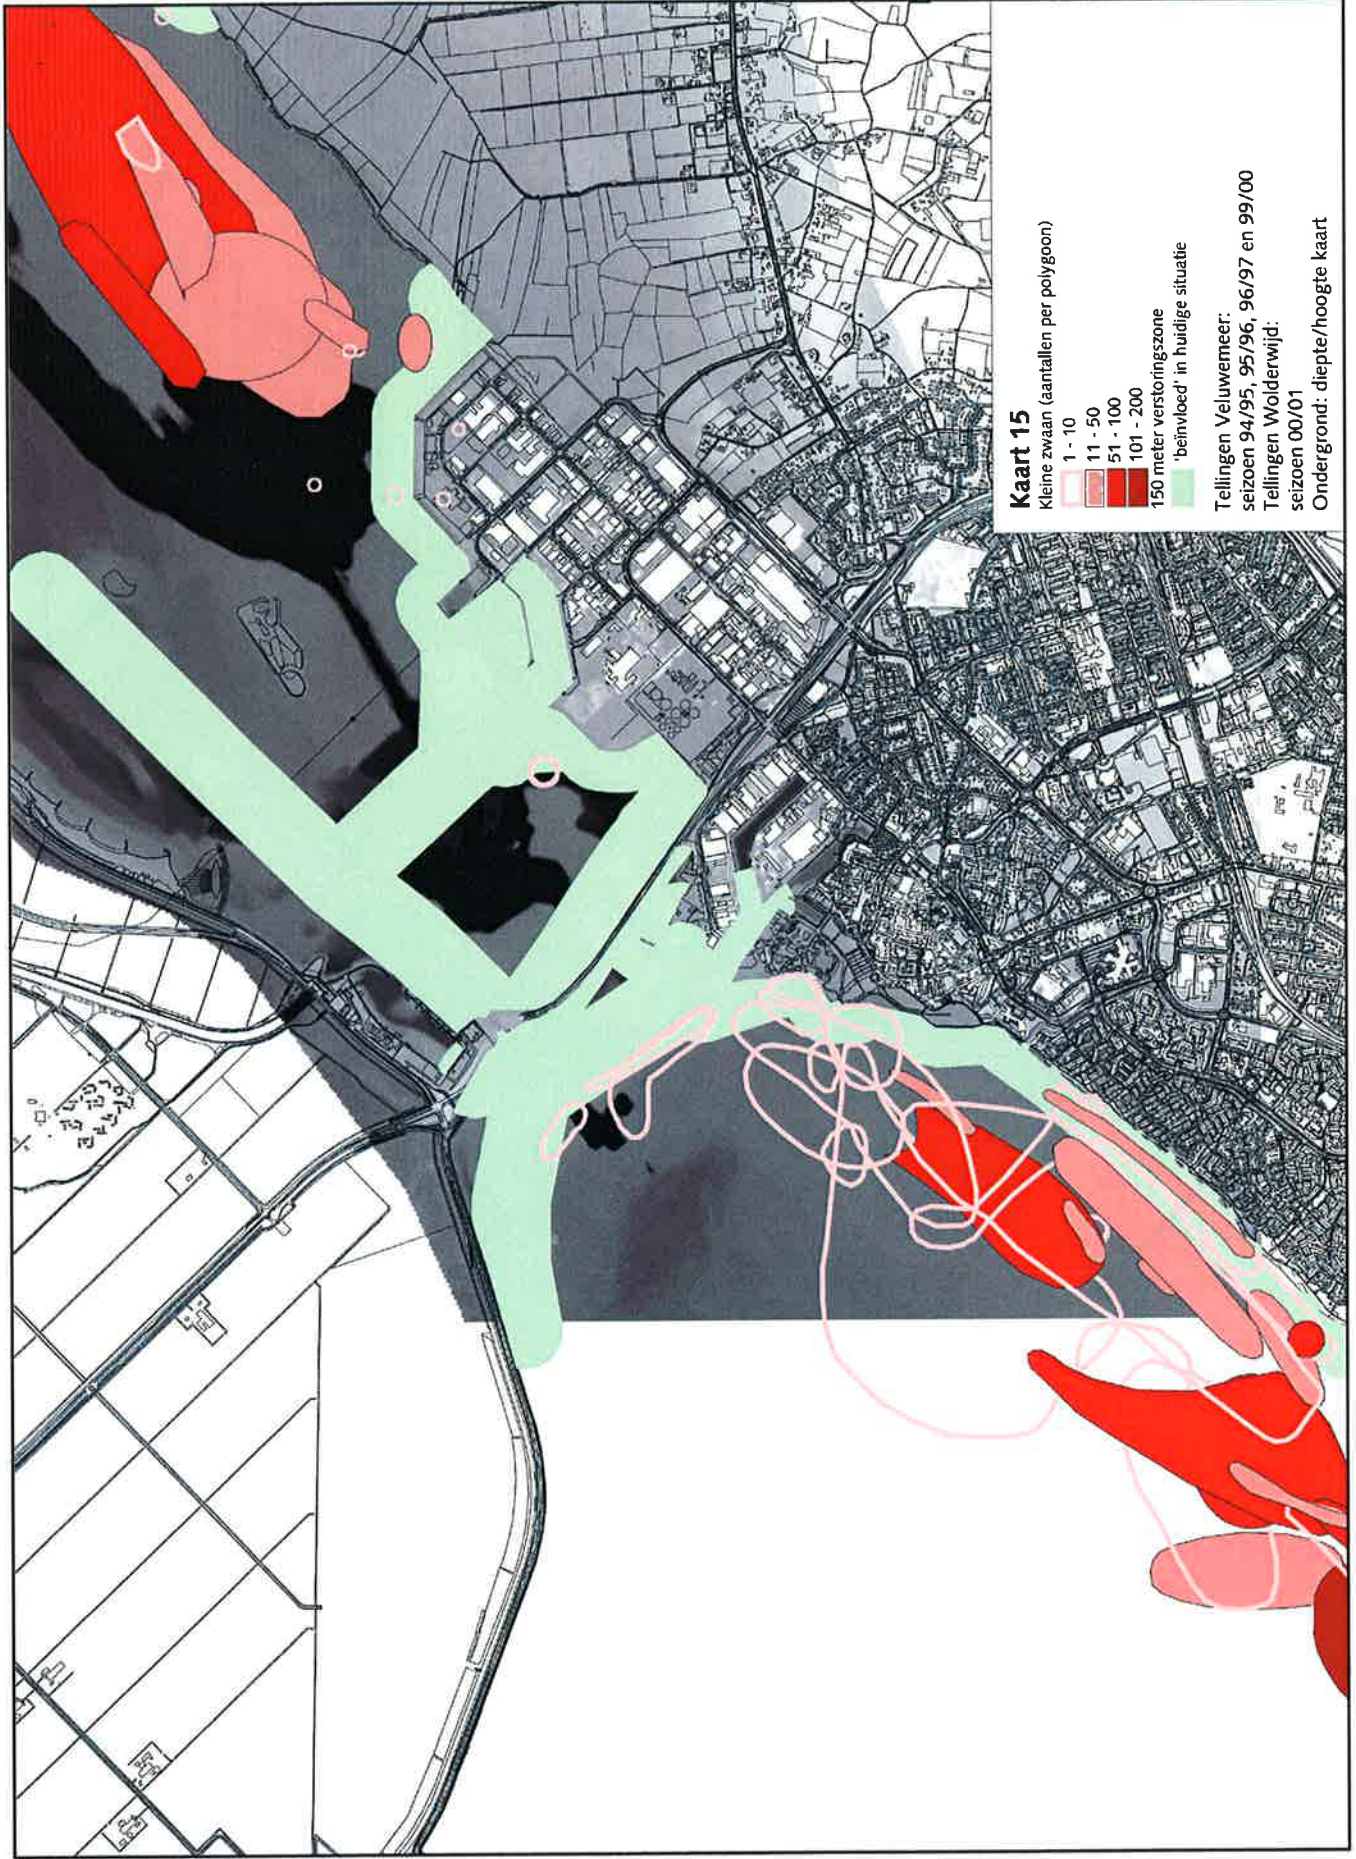 Kaart 15
Kleine zwaan (aantallen per polygoon)
1 - 10
11 - 50
51 - 100
101 - 200
150 meter verstoringszone
'beïnvloed' in huidige situatie
Tellingen Veluwemeer:
seizoen 94/95, 95/96, 96/97 en 99/00
Tellingen Wolderwijd:
seizoen 00/01
Ondergrond: diepte/hoogte kaart